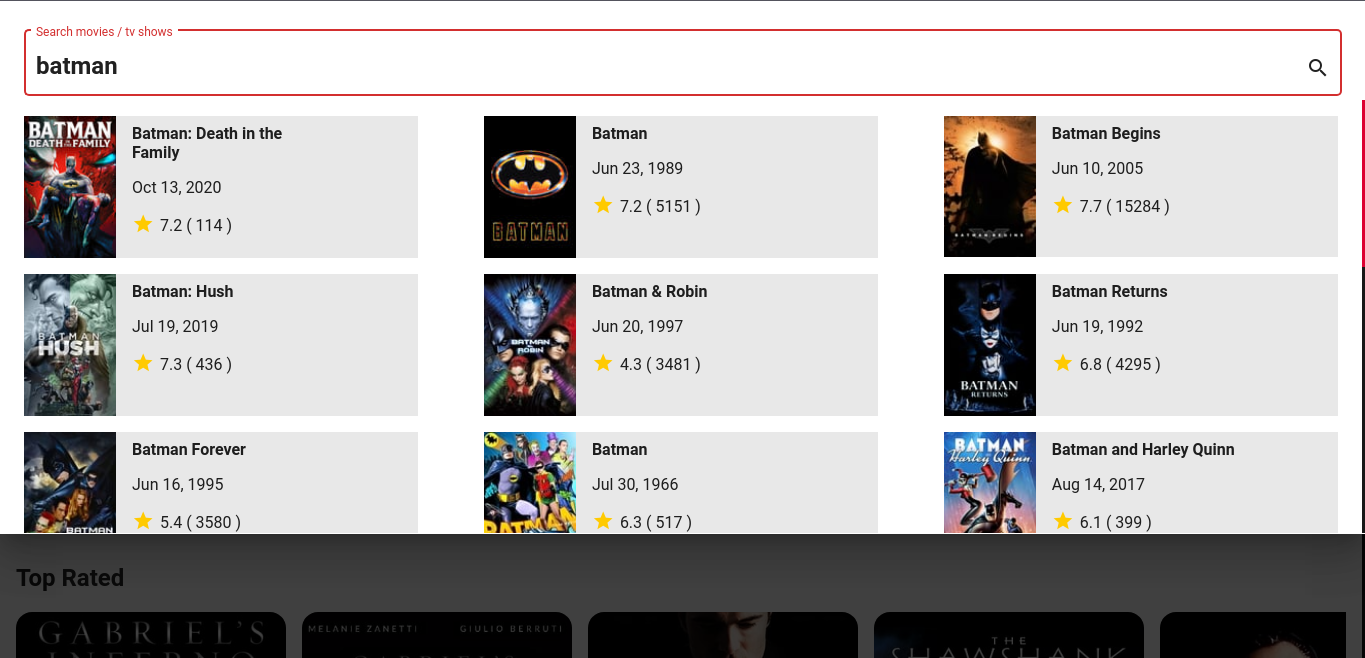 Search movies / tv shows
batman
BATMAN
DEATH IN THE FAMILY
Batman: Death in the
Family
Oct 13, 2020
7.2 ( 114 )
BATMAN
Batman
Jun 23, 1989
7.2 ( 5151 )
BATMAN BEGINS
Batman Begins
Jun 10, 2005
7.7 ( 15284 )
BATMAN
HUSH
Batman: Hush
Jul 19, 2019
7.3 ( 436 )
BATMAN
ROBIN
Batman & Robin
Jun 20, 1997
4.3 ( 3481 )
BATMAN
RETURNS
Batman Returns
Jun 19, 1992
6.8 ( 4295 )
BATMAN
Batman Forever
Jun 16, 1995
5.4 ( 3580 )
BATMAN
Batman
Jul 30, 1966
6.3 ( 517 )
BATMAN
Harley Quinn
Batman and Harley Quinn
Aug 14, 2017
6.1 ( 399 )
Top Rated
GABRIEL'S
INFERNO
MELANIE ZANETTI GIULIO BERRUTI
GABRIEL'S
THE
SHAWSHANK